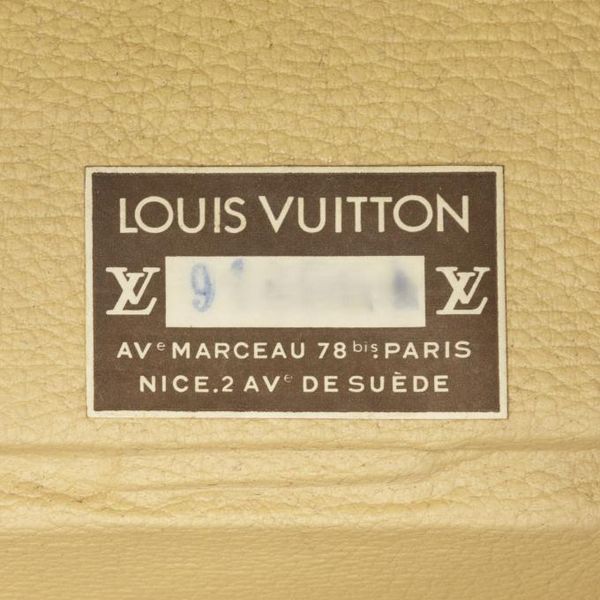 LOUIS VUITTON
LV 9 LV
AVe MARCEAU 78 bis. PARIS
NICE.2 AVe DE SUÈDE